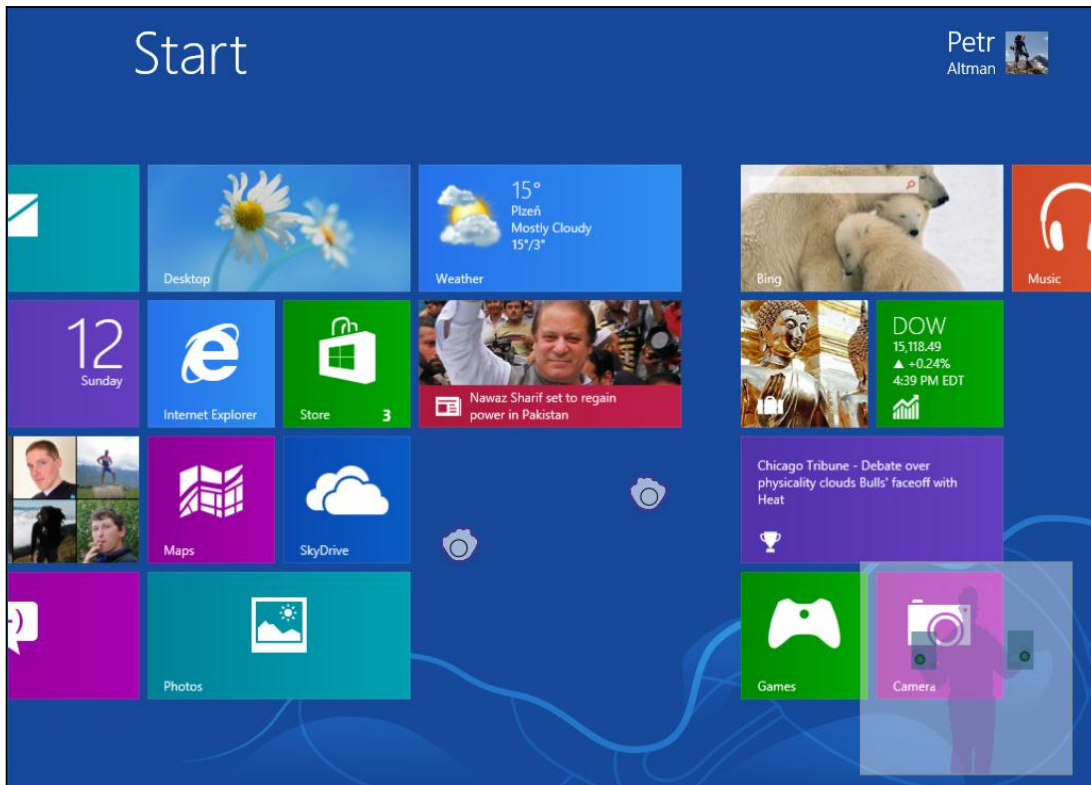 Start
Petr
Altman
Desktop
15°
Plzeň
Mostly Cloudy
15°/3°
Weather
Bing
Music
12
Sunday
Internet Explorer
Store
3
Nawaz Sharif set to regain
power in Pakistan
DOW
15,118.49
▲ +0.24%
4:39 PM EDT
Maps
SkyDrive
Chicago Tribune - Debate over
physicality clouds Bulls' faceoff with
Heat
Photos
Games
Camera